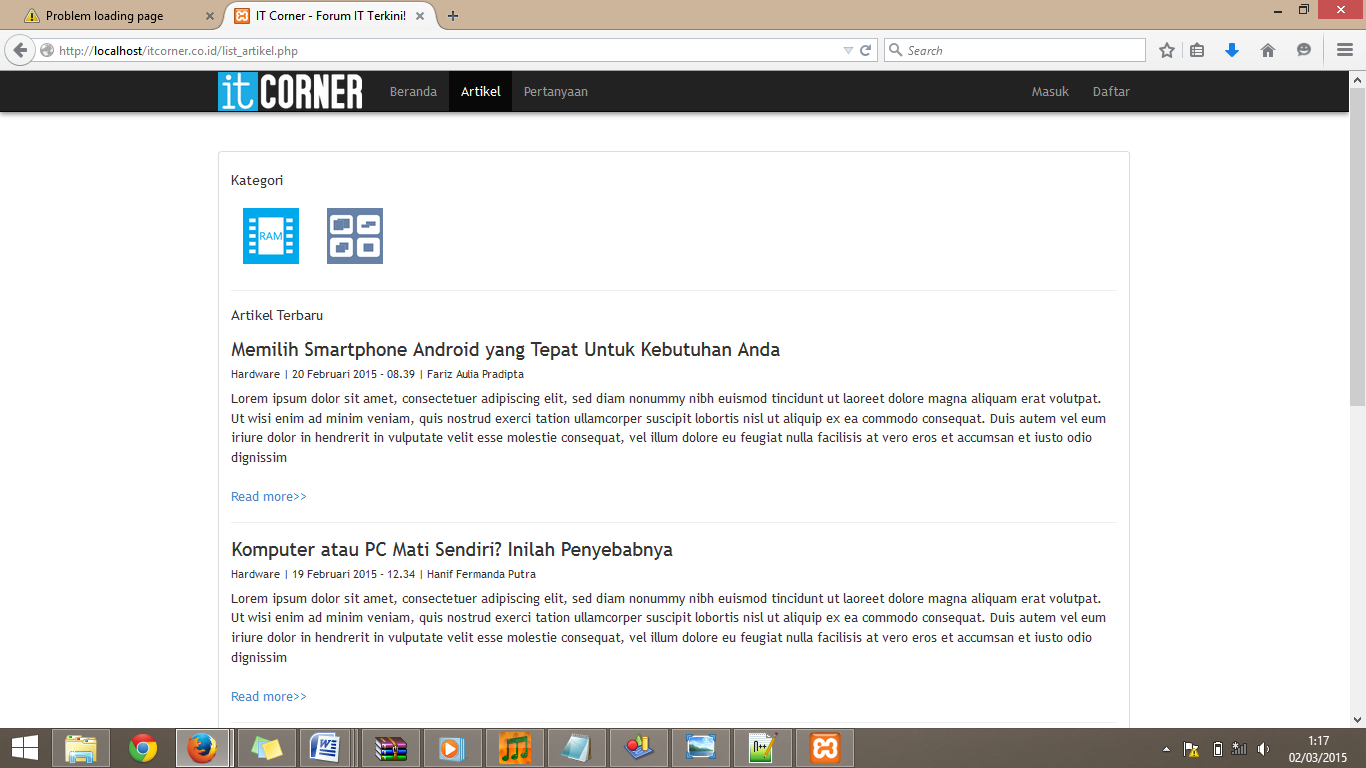 Problem loading page
IT Corner - Forum IT Terkini!
http://localhost/itcorner.co.id/list_artikel.php
Search
it CORNER
Beranda
Artikel
Pertanyaan
Masuk
Daftar
Kategori
RAM
Artikel Terbaru
Memilih Smartphone Android yang Tepat Untuk Kebutuhan Anda
Hardware | 20 Februari 2015 - 08.39 | Fariz Aulia Pradipta
Lorem ipsum dolor sit amet, consectetuer adipiscing elit, sed diam nonummy nibh euismod tincidunt ut laoreet dolore magna aliquam erat volutpat.
Ut wisi enim ad minim veniam, quis nostrud exerci tation ullamcorper suscipit lobortis nisl ut aliquip ex ea commodo consequat. Duis autem vel eum
iriure dolor in hendrerit in vulputate velit esse molestie consequat, vel illum dolore eu feugiat nulla facilisis at vero eros et accumsan et iusto odio
dignissim
Read more>>
Komputer atau PC Mati Sendiri? Inilah Penyebabnya
Hardware | 19 Februari 2015 - 12.34 | Hanif Fermanda Putra
Lorem ipsum dolor sit amet, consectetuer adipiscing elit, sed diam nonummy nibh euismod tincidunt ut laoreet dolore magna aliquam erat volutpat.
Ut wisi enim ad minim veniam, quis nostrud exerci tation ullamcorper suscipit lobortis nisl ut aliquip ex ea commodo consequat. Duis autem vel eum
iriure dolor in hendrerit in vulputate velit esse molestie consequat, vel illum dolore eu feugiat nulla facilisis at vero eros et accumsan et iusto odio
dignissim
Read more>>
1:17
02/03/2015